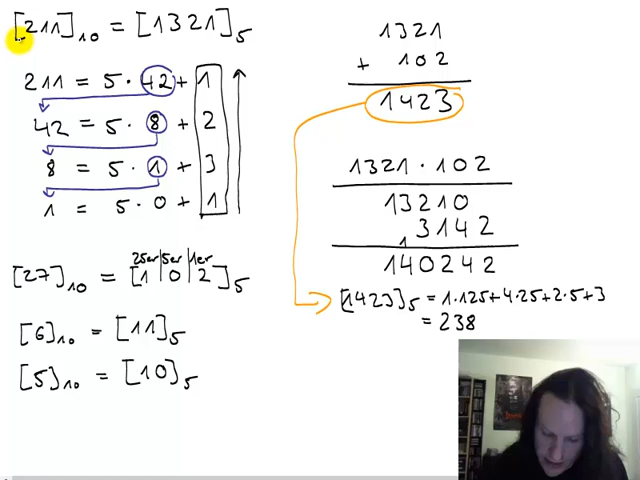 [211]₁₀ = [1321]₅
211 = 5 · 42 + 1
42 = 5 · 8 + 2
8 = 5 · 1 + 3
1 = 5 · 0 + 1
25er|5er|1er
[27]₁₀ = [1|0|2]₅
[6]₁₀ = [11]₅
[5]₁₀ = [10]₅
1321
+ 102
1423
1321 · 102
13210
3142
1
140242
[1423]₅ = 1·125+4·25+2·5+3
= 238